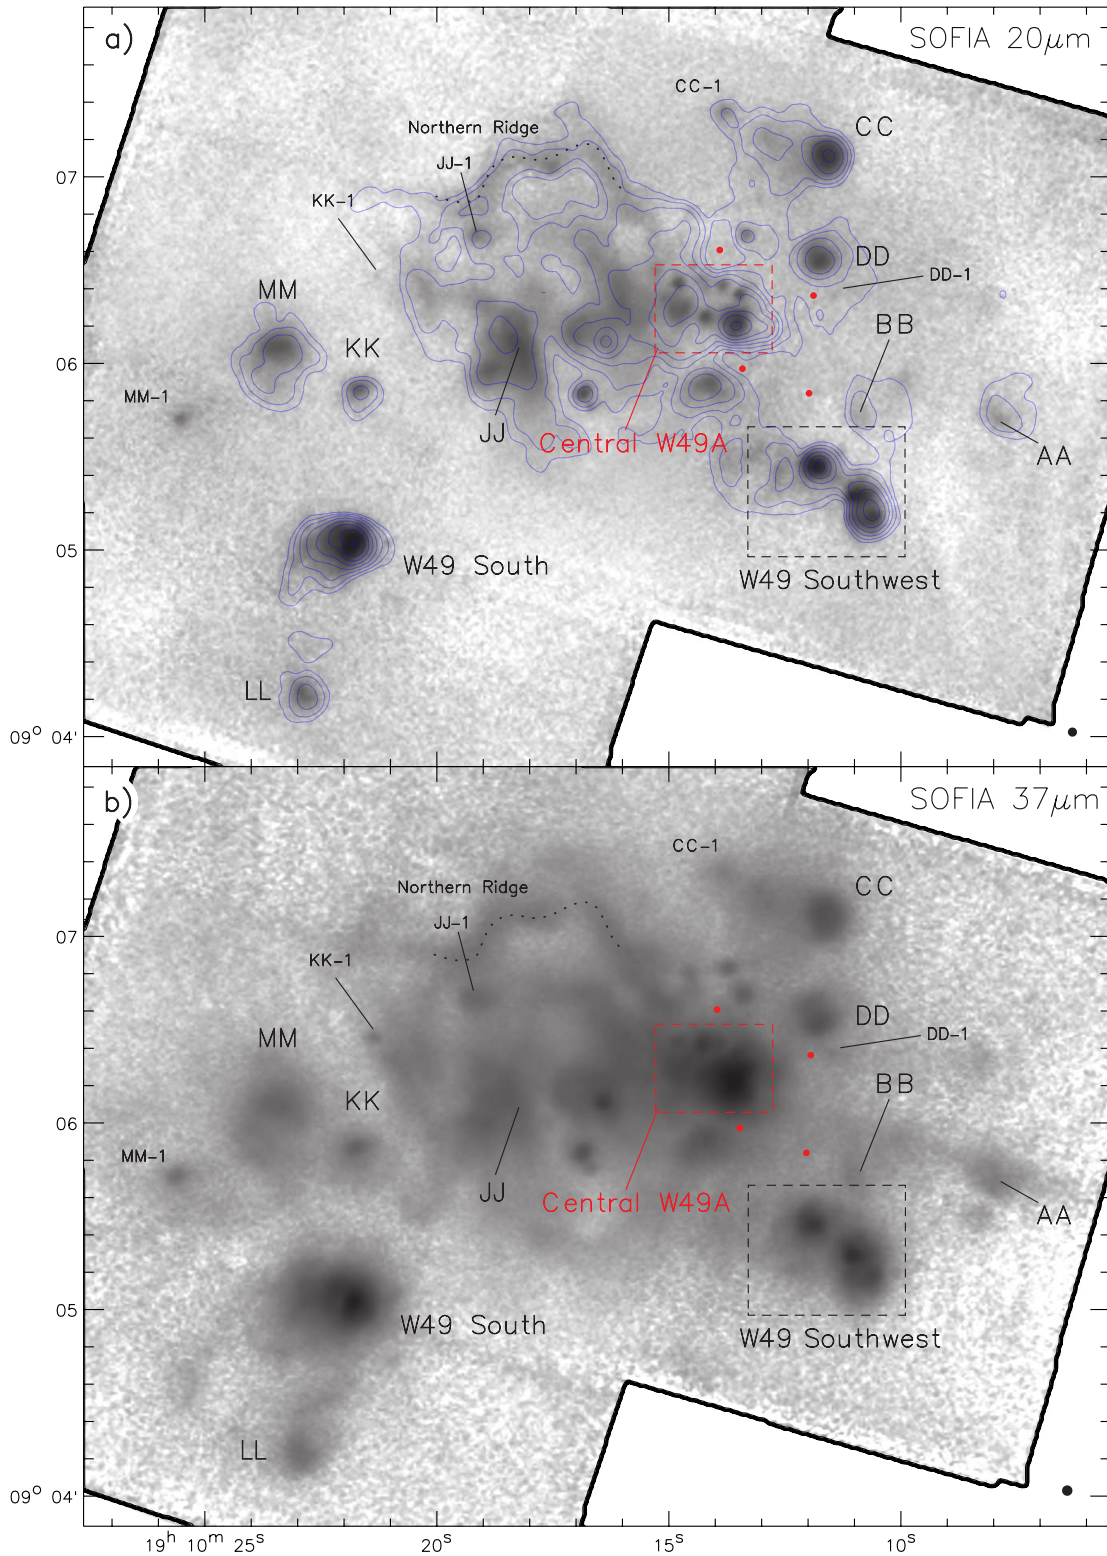 a)
SOFIA 20μm
CC-1
CC
Northern Ridge
JJ-1
07
KK-1
DD
DD-1
MM
BB
KK
06
MM-1
JJ
Central W49A
AA
05
W49 South
W49 Southwest
LL
09° 04'
b)
SOFIA 37μm
CC-1
CC
Northern Ridge
JJ-1
07
KK-1
DD
DD-1
MM
BB
KK
06
MM-1
JJ
Central W49A
AA
05
W49 South
W49 Southwest
LL
09° 04'
19h 10m 25s
20s
15s
10s